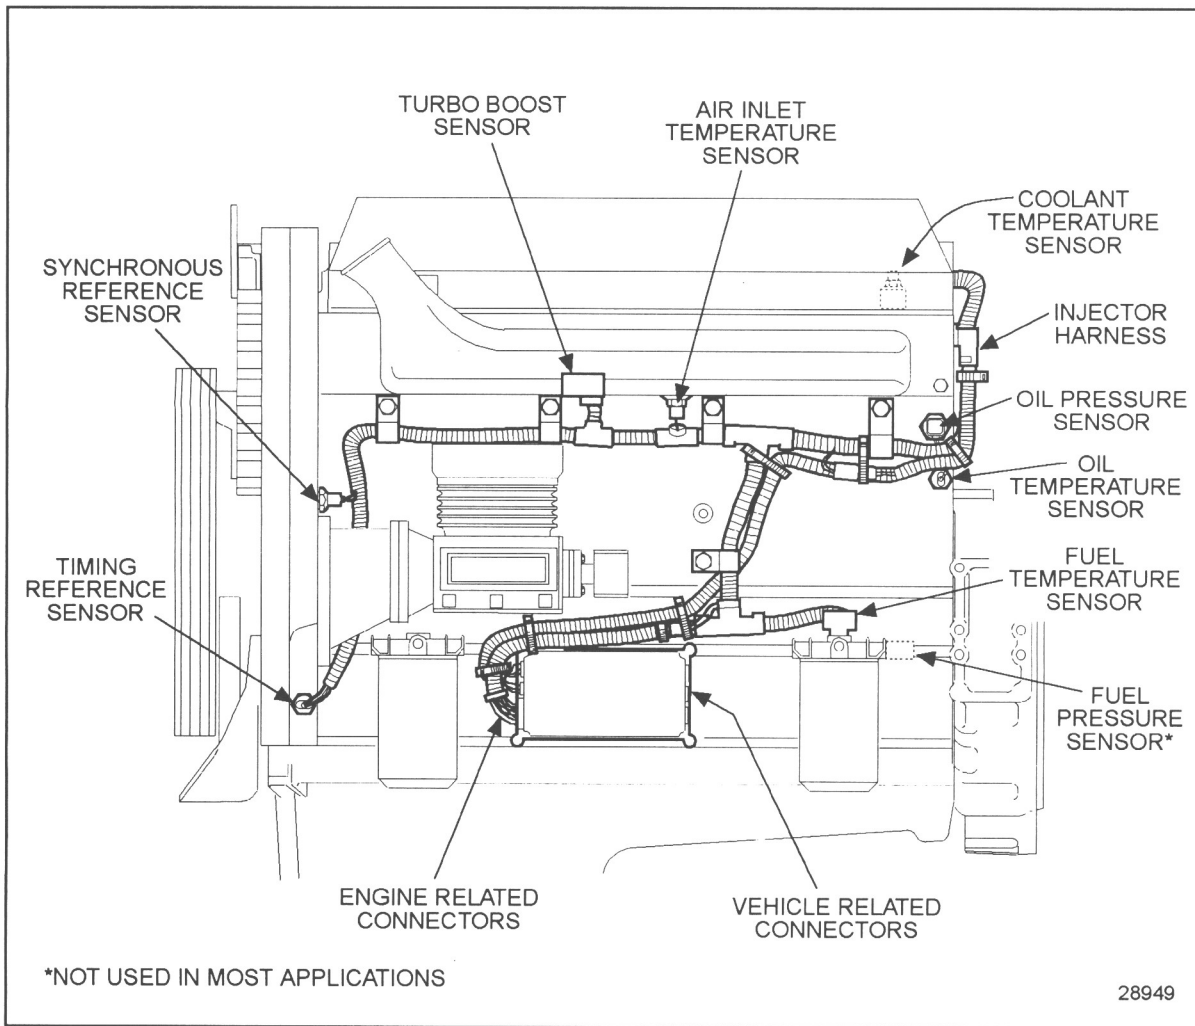 TURBO BOOST
SENSOR
AIR INLET
TEMPERATURE
SENSOR
COOLANT
TEMPERATURE
SENSOR
SYNCHRONOUS
REFERENCE
SENSOR
INJECTOR
HARNESS
OIL PRESSURE
SENSOR
OIL
TEMPERATURE
SENSOR
TIMING
REFERENCE
SENSOR
FUEL
TEMPERATURE
SENSOR
FUEL
PRESSURE
SENSOR*
ENGINE RELATED
CONNECTORS
VEHICLE RELATED
CONNECTORS
*NOT USED IN MOST APPLICATIONS
28949